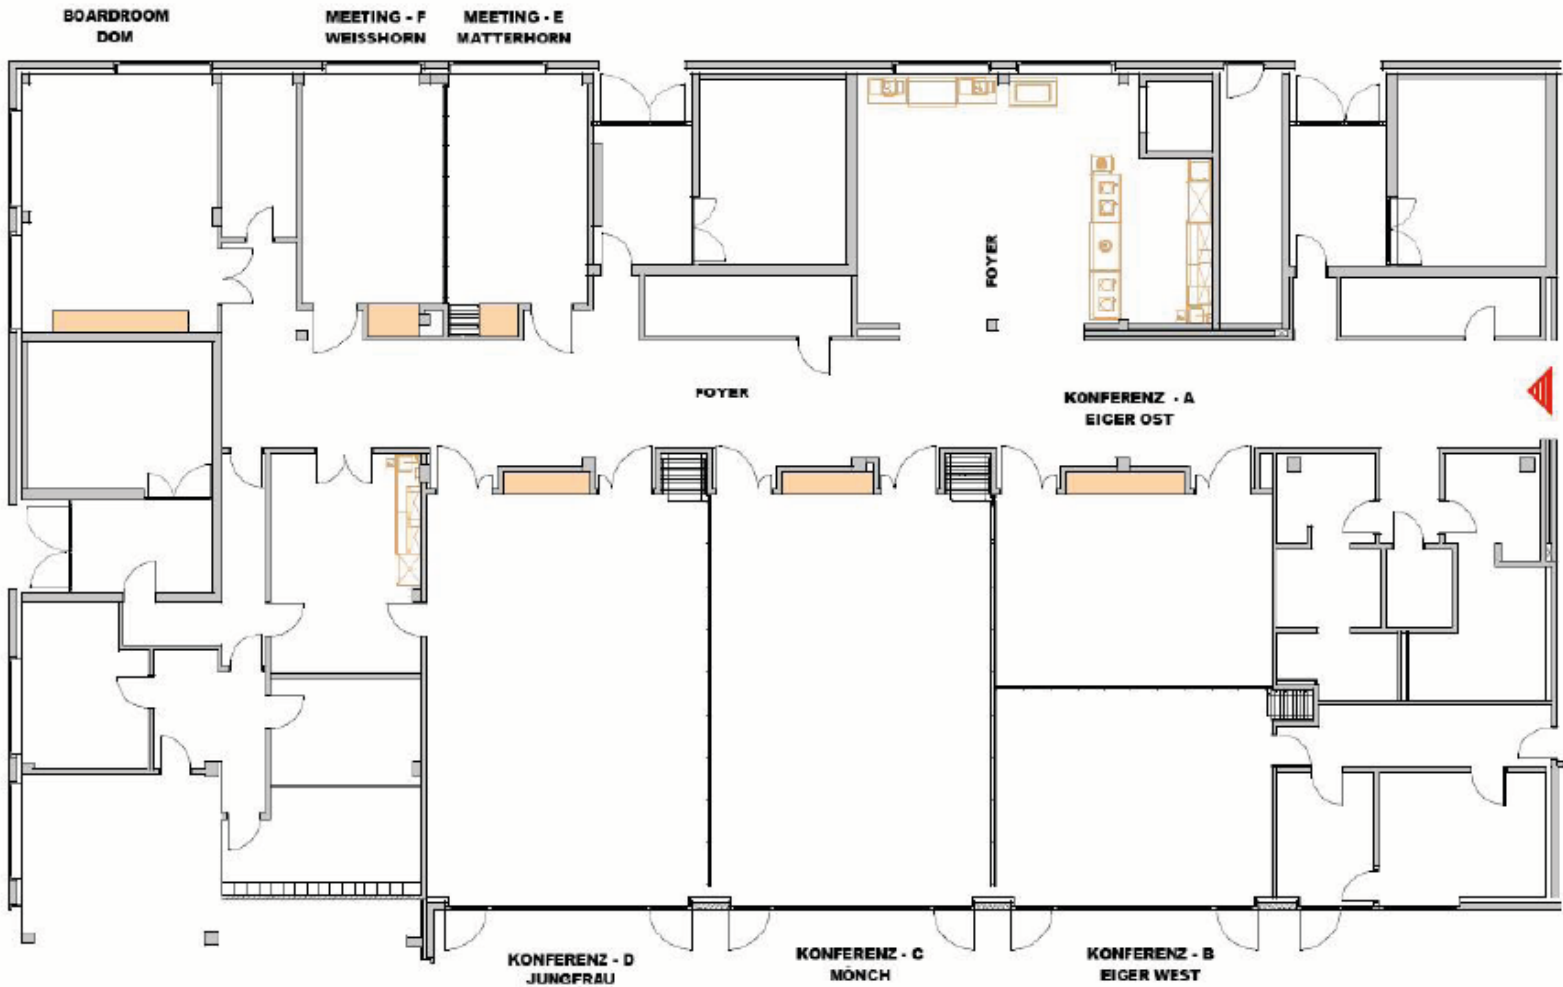 BOARDROOM
DOM
MEETING - F
WEISSHORN
MEETING - E
MATTERHORN
FOYER
FOYER
KONFERENZ - A
EIGER OST
KONFERENZ - D
JUNGFRAU
KONFERENZ - C
MÖNCH
KONFERENZ - B
EIGER WEST